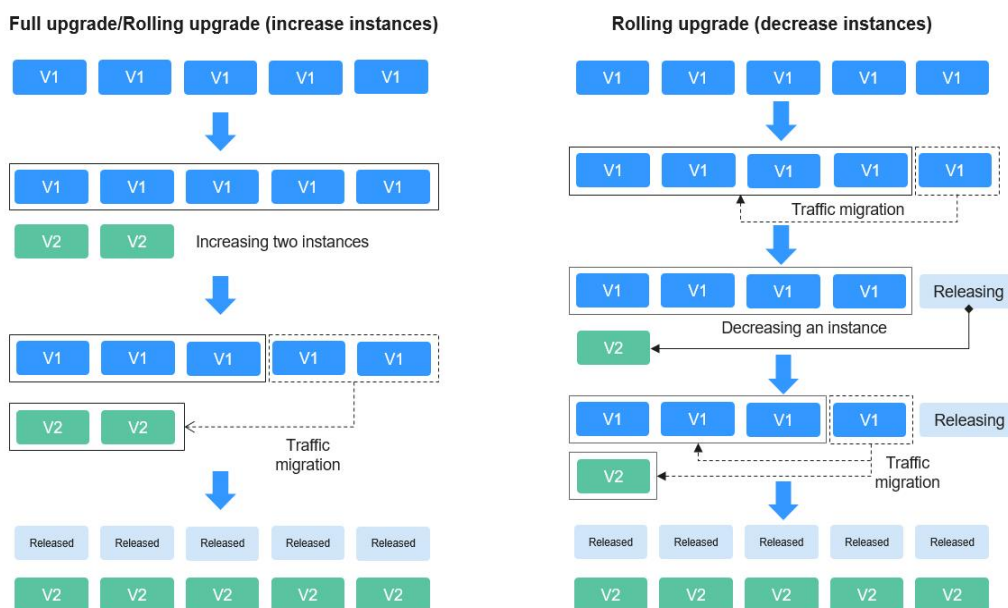 Full upgrade/Rolling upgrade (increase instances)
V1 V1 V1 V1 V1
V1 V1 V1 V1 V1
V2 V2 Increasing two instances
V1 V1 V1 V1 V1
V2 V2
Traffic
migration
Released Released Released Released Released
V2 V2 V2 V2 V2
Rolling upgrade (decrease instances)
V1 V1 V1 V1 V1
V1 V1 V1 V1 V1
Traffic migration
V1 V1 V1 V1 Releasing
Decreasing an instance
V2
V1 V1 V1 V1 Releasing
Traffic
migration
V2
Released Released Released Released Released
V2 V2 V2 V2 V2